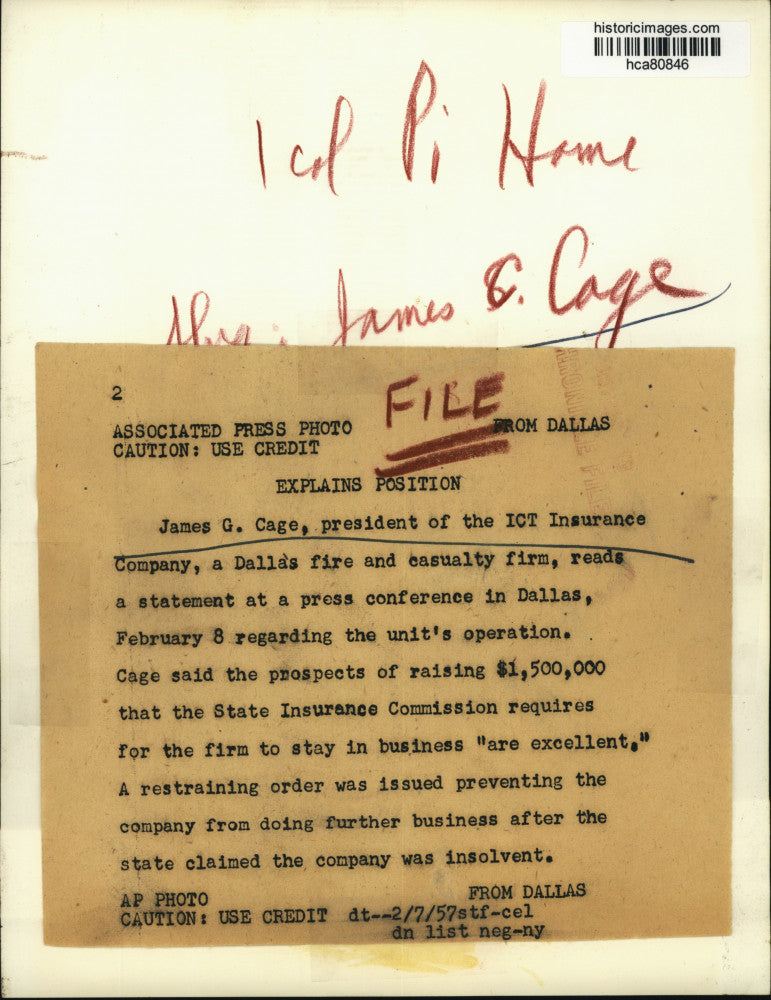 historicimages.com
hca80846
1 col Pi Home
James G. Cage
2
FILE
ASSOCIATED PRESS PHOTO FROM DALLAS
CAUTION: USE CREDIT
EXPLAINS POSITION
James G. Cage, president of the ICT Insurance
Company, a Dallas fire and casualty firm, reads
a statement at a press conference in Dallas,
February 8 regarding the unit's operation.
Cage said the prospects of raising $1,500,000
that the State Insurance Commission requires
for the firm to stay in business "are excellent."
A restraining order was issued preventing the
company from doing further business after the
state claimed the company was insolvent.
AP PHOTO FROM DALLAS
CAUTION: USE CREDIT dt--2/7/57stf-cel
dn list neg-ny